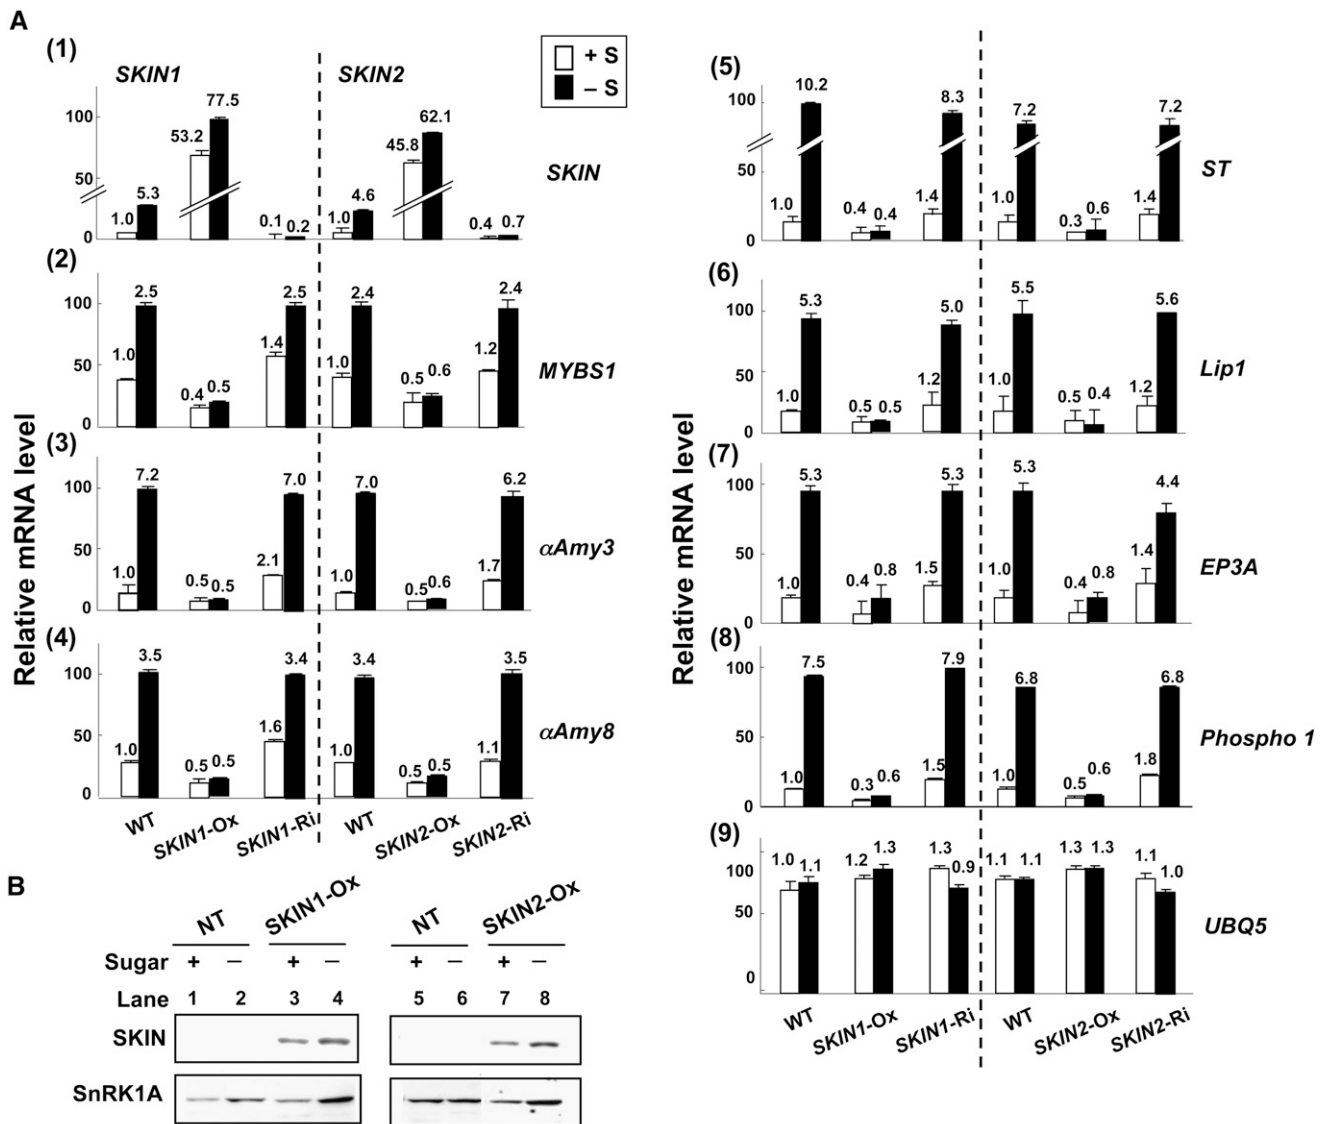 A
(1)
SKIN1
SKIN2
+ S
– S
100
50
0
1.0 5.3 53.2 77.5 0.1 0.2 1.0 4.6 45.8 62.1 0.4 0.7
SKIN
(2)
100
50
0
1.0 2.5 0.4 0.5 1.4 2.5 1.0 2.4 0.5 0.6 1.2 2.4
MYBS1
(3)
100
50
0
1.0 7.2 0.5 0.5 2.1 7.0 1.0 7.0 0.5 0.6 1.7 6.2
αAmy3
(4)
100
50
0
1.0 3.5 0.5 0.5 1.6 3.4 1.0 3.4 0.5 0.5 1.1 3.5
αAmy8
Relative mRNA level
WT SKIN1-Ox SKIN1-Ri WT SKIN2-Ox SKIN2-Ri
(5)
100
50
0
1.0 10.2 0.4 0.4 1.4 8.3 1.0 7.2 0.3 0.6 1.4 7.2
ST
(6)
100
50
0
1.0 5.3 0.5 0.5 1.2 5.0 1.0 5.5 0.5 0.4 1.2 5.6
Lip1
(7)
100
50
0
1.0 5.3 0.4 0.8 1.5 5.3 1.0 5.3 0.4 0.8 1.4 4.4
EP3A
(8)
100
50
0
1.0 7.5 0.3 0.6 1.5 7.9 1.0 6.8 0.5 0.6 1.8 6.8
Phospho 1
(9)
100
50
0
1.0 1.1 1.2 1.3 1.3 0.9 1.1 1.1 1.3 1.3 1.1 1.0
UBQ5
Relative mRNA level
WT SKIN1-Ox SKIN1-Ri WT SKIN2-Ox SKIN2-Ri
B
NT SKIN1-Ox NT SKIN2-Ox
Sugar + – + – + – + –
Lane 1 2 3 4 5 6 7 8
SKIN
SnRK1A